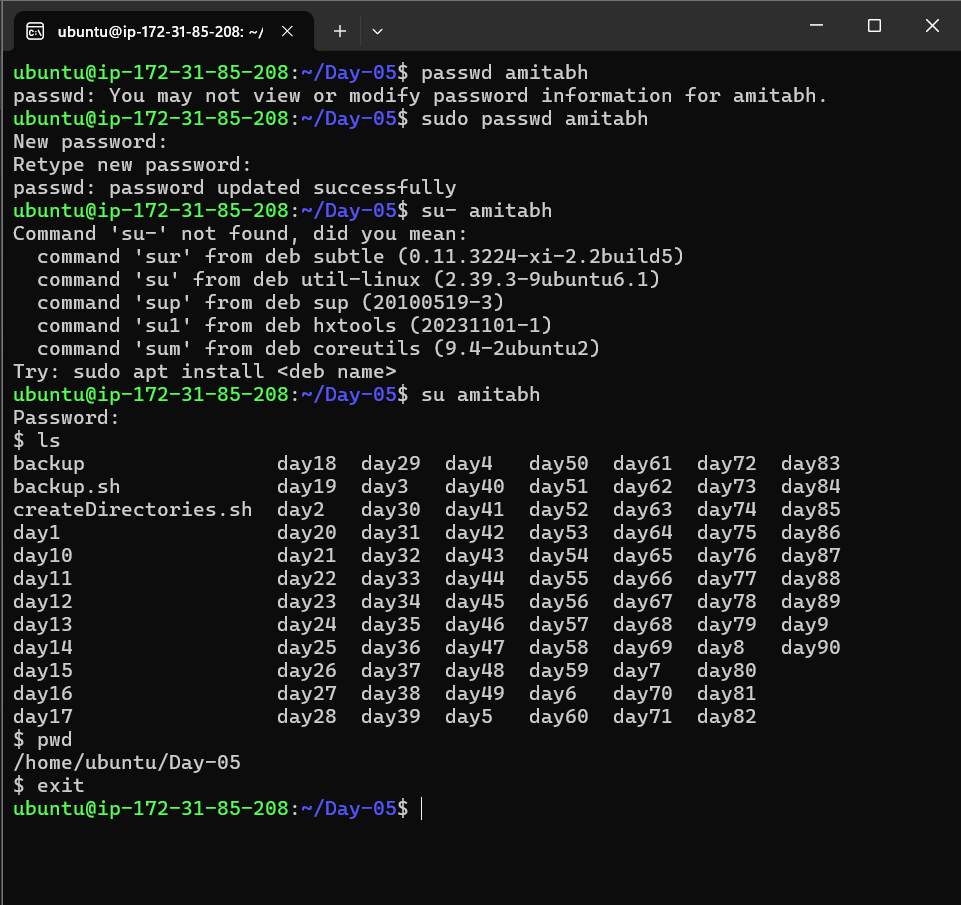 ubuntu@ip-172-31-85-208: ~/
ubuntu@ip-172-31-85-208:~/Day-05$ passwd amitabh
passwd: You may not view or modify password information for amitabh.
ubuntu@ip-172-31-85-208:~/Day-05$ sudo passwd amitabh
New password:
Retype new password:
passwd: password updated successfully
ubuntu@ip-172-31-85-208:~/Day-05$ su- amitabh
Command 'su-' not found, did you mean:
  command 'sur' from deb subtle (0.11.3224-xi-2.2build5)
  command 'su' from deb util-linux (2.39.3-9ubuntu6.1)
  command 'sup' from deb sup (20100519-3)
  command 'su1' from deb hxtools (20231101-1)
  command 'sum' from deb coreutils (9.4-2ubuntu2)
Try: sudo apt install <deb name>
ubuntu@ip-172-31-85-208:~/Day-05$ su amitabh
Password:
$ ls
backup                day18  day29  day4   day50  day61  day72  day83
backup.sh             day19  day3   day40  day51  day62  day73  day84
createDirectories.sh  day2   day30  day41  day52  day63  day74  day85
day1                  day20  day31  day42  day53  day64  day75  day86
day10                 day21  day32  day43  day54  day65  day76  day87
day11                 day22  day33  day44  day55  day66  day77  day88
day12                 day23  day34  day45  day56  day67  day78  day89
day13                 day24  day35  day46  day57  day68  day79  day9
day14                 day25  day36  day47  day58  day69  day8   day90
day15                 day26  day37  day48  day59  day7   day80
day16                 day27  day38  day49  day6   day70  day81
day17                 day28  day39  day5   day60  day71  day82
$ pwd
/home/ubuntu/Day-05
$ exit
ubuntu@ip-172-31-85-208:~/Day-05$